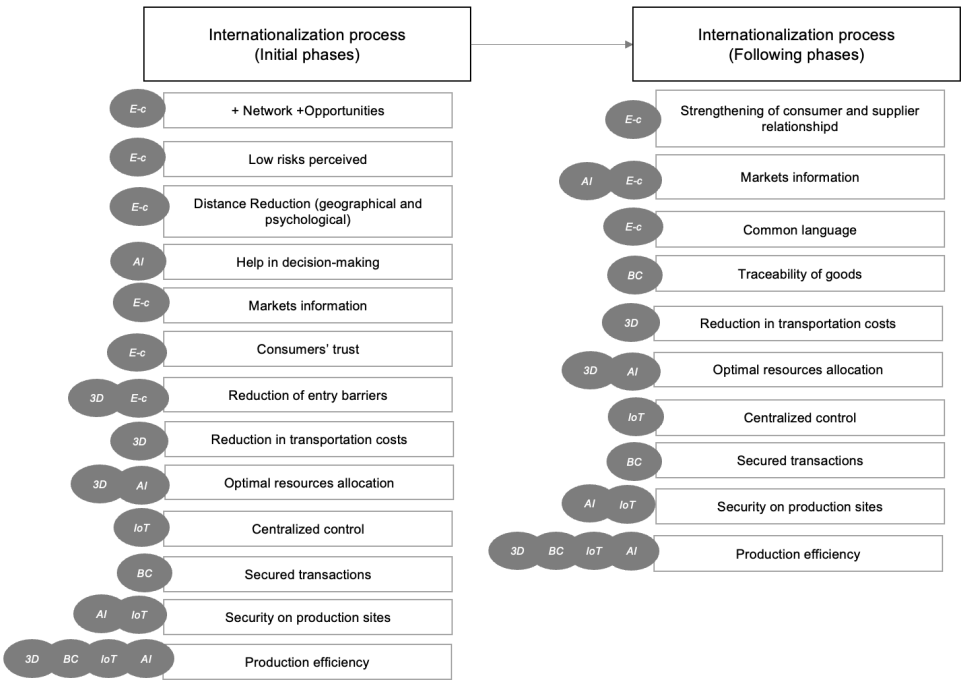 Internationalization process
(Initial phases)
E-c
+ Network +Opportunities
E-c
Low risks perceived
E-c
Distance Reduction (geographical and
psychological)
AI
Help in decision-making
E-c
Markets information
E-c
Consumers' trust
3D E-c
Reduction of entry barriers
3D
Reduction in transportation costs
3D AI
Optimal resources allocation
IoT
Centralized control
BC
Secured transactions
AI IoT
Security on production sites
3D BC IoT AI
Production efficiency
Internationalization process
(Following phases)
E-c
Strengthening of consumer and supplier
relationshipd
AI E-c
Markets information
E-c
Common language
BC
Traceability of goods
3D
Reduction in transportation costs
3D AI
Optimal resources allocation
IoT
Centralized control
BC
Secured transactions
AI IoT
Security on production sites
3D BC IoT AI
Production efficiency